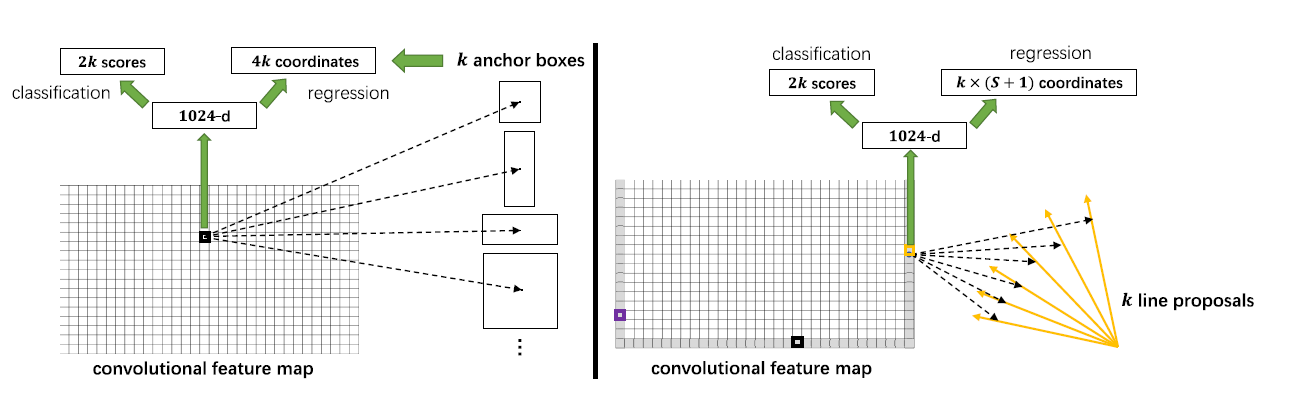 2k scores
4k coordinates
k anchor boxes
classification
regression
1024-d
⋮
convolutional feature map
classification
regression
2k scores
k × (S + 1) coordinates
1024-d
k line proposals
convolutional feature map